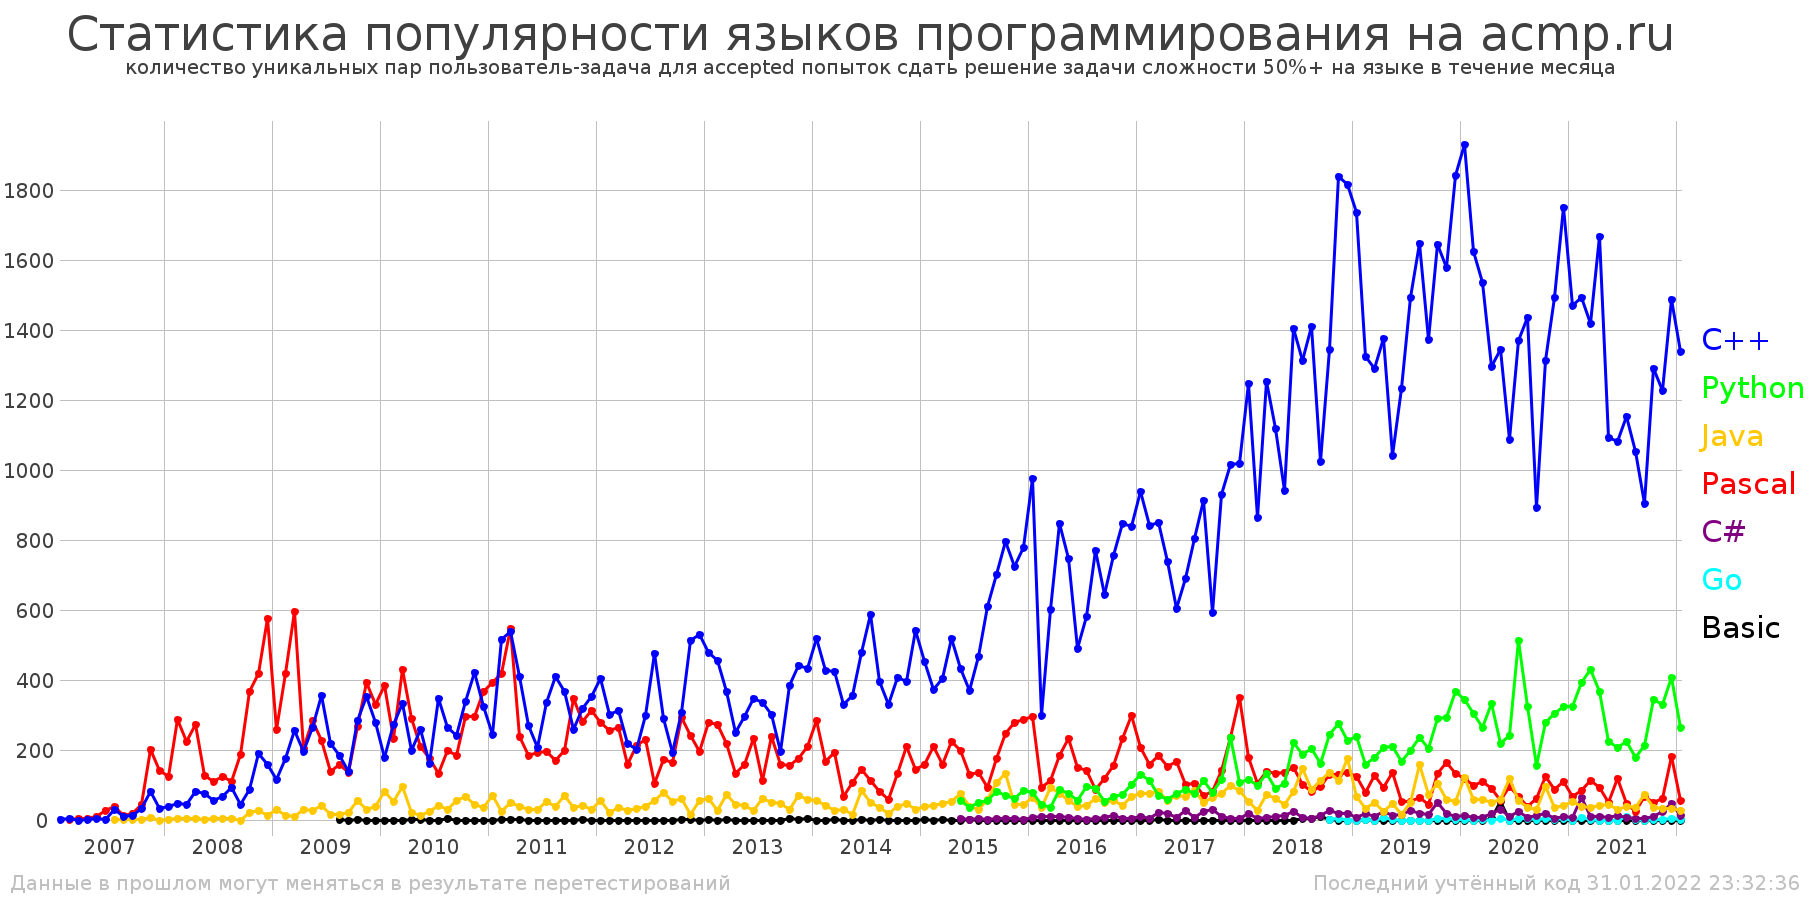 Статистика популярности языков программирования на acmp.ru
количество уникальных пар пользователь-задача для accepted попыток сдать решение задачи сложности 50%+ на языке в течение месяца
1800
1600
1400
1200
1000
800
600
400
200
0
C++
Python
Java
Pascal
C#
Go
Basic
2007 2008 2009 2010 2011 2012 2013 2014 2015 2016 2017 2018 2019 2020 2021
Данные в прошлом могут меняться в результате перетестирований
Последний учтённый код 31.01.2022 23:32:36